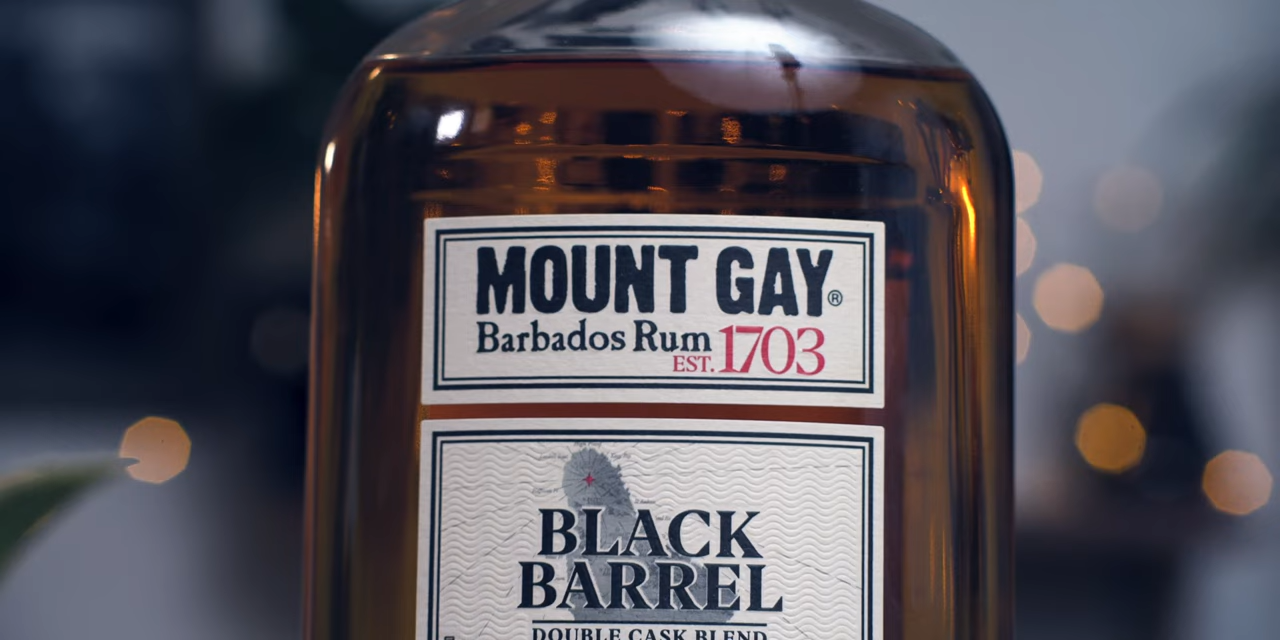 MOUNT GAY®
Barbados Rum
EST. 1703
BLACK
BARREL
DOUBLE CASK BLEND